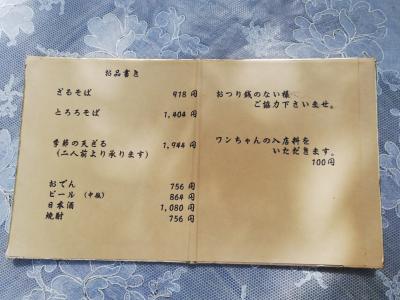 お品書き
ざるそば 918円
とろろそば 1,404円
季節の天ざる 1,944円
(二人前より承ります)
おでん 756円
ビール (中瓶) 864円
日本酒 1,080円
焼酎 756円
おつり銭のない様
ご協力下さいませ。
ワンちゃんの入店料を
いただきます。
100円